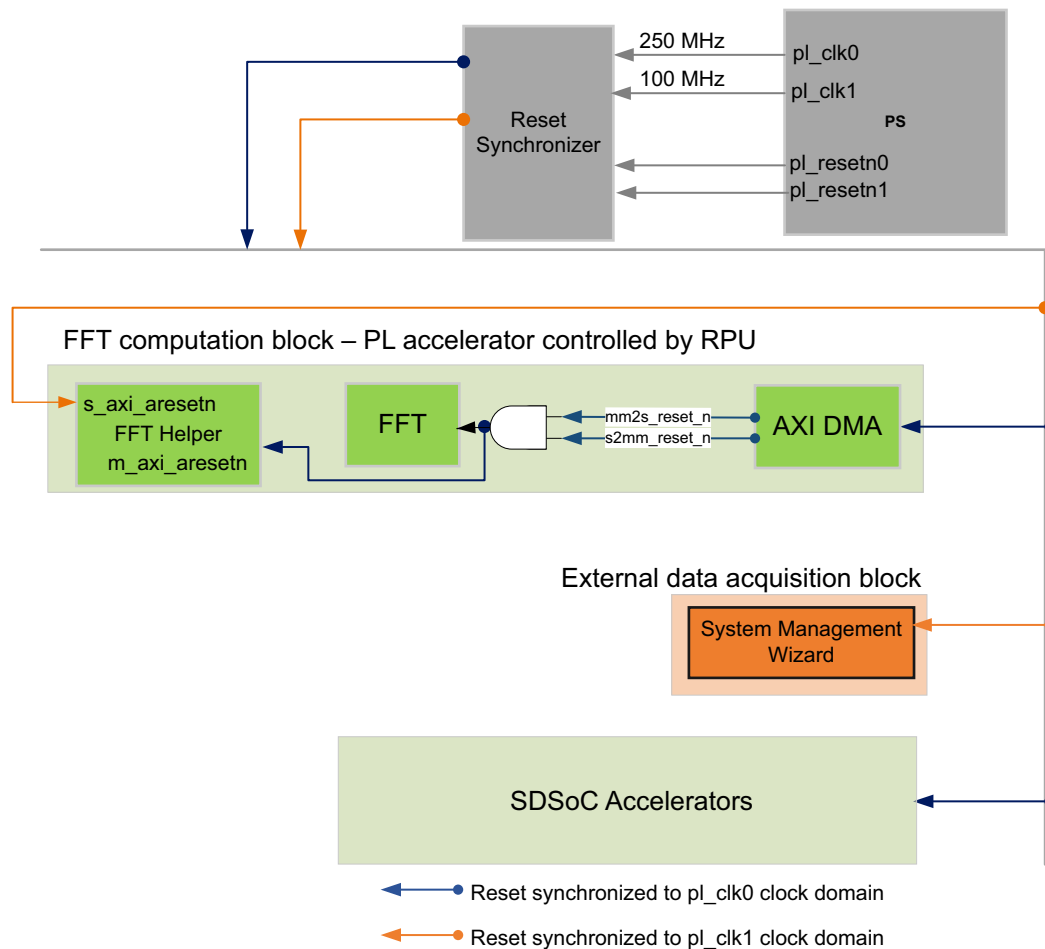 250 MHz
pl_clk0
100 MHz
pl_clk1
Reset
Synchronizer
PS
pl_resetn0
pl_resetn1
FFT computation block – PL accelerator controlled by RPU
s_axi_aresetn
FFT Helper
m_axi_aresetn
FFT
mm2s_reset_n
s2mm_reset_n
AXI DMA
External data acquisition block
System Management
Wizard
SDSoC Accelerators
Reset synchronized to pl_clk0 clock domain
Reset synchronized to pl_clk1 clock domain